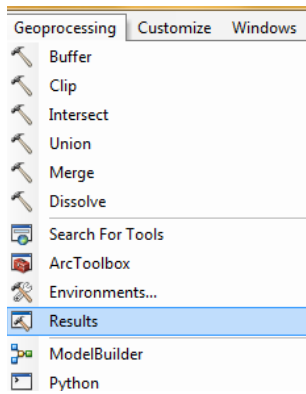 Geoprocessing Customize Windows
Buffer
Clip
Intersect
Union
Merge
Dissolve
Search For Tools
ArcToolbox
Environments...
Results
ModelBuilder
Python